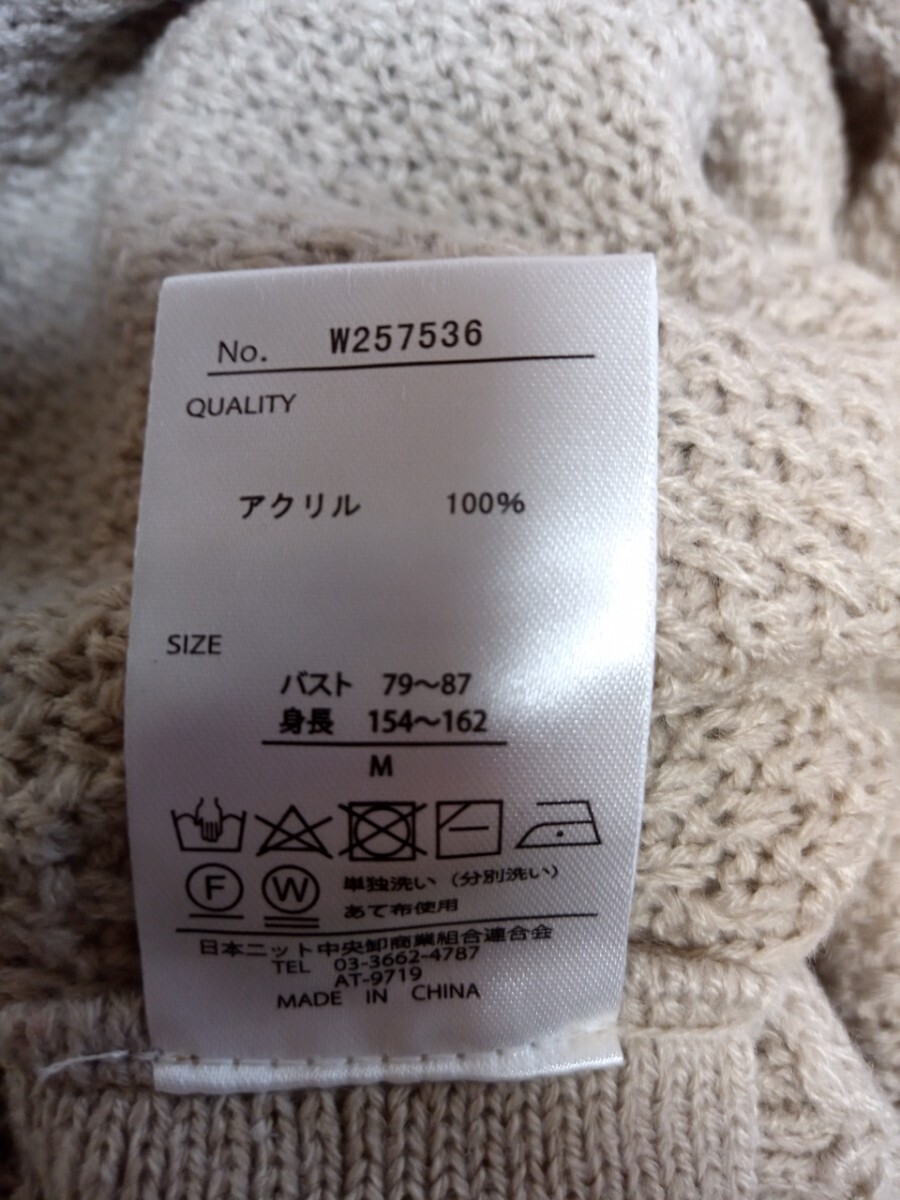 No. W257536
QUALITY
アクリル 100%
SIZE
バスト 79～87
身長 154～162
M
F W 単独洗い（分別洗い）
あて布使用
日本ニット中央卸商業組合連合会
TEL 03-3662-4787
AT-9719
MADE IN CHINA